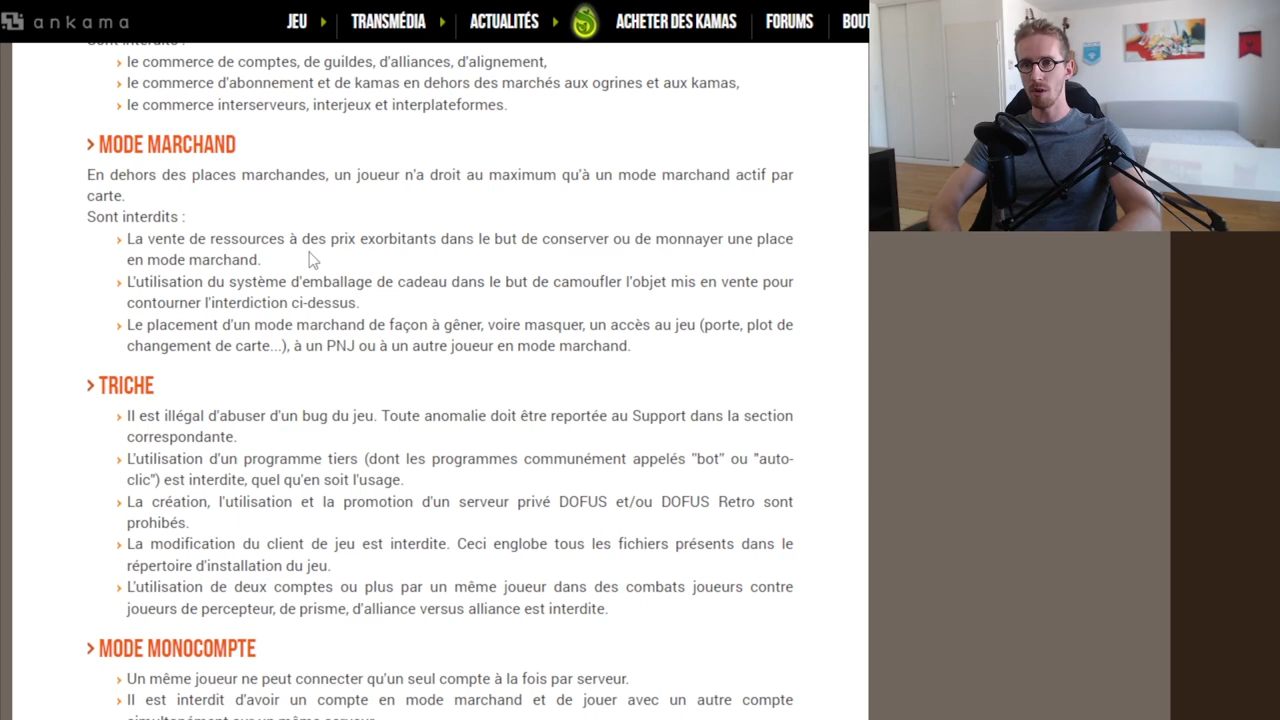 ankama
JEU TRANSMÉDIA ACTUALITÉS ACHETER DES KAMAS FORUMS BOUT
Sont interdits :
› le commerce de comptes, de guildes, d'alliances, d'alignement,
› le commerce d'abonnement et de kamas en dehors des marchés aux ogrines et aux kamas,
› le commerce interserveurs, interjeux et interplateformes.
› MODE MARCHAND
En dehors des places marchandes, un joueur n'a droit au maximum qu'à un mode marchand actif par
carte.
Sont interdits :
› La vente de ressources à des prix exorbitants dans le but de conserver ou de monnayer une place
en mode marchand.
› L'utilisation du système d'emballage de cadeau dans le but de camoufler l'objet mis en vente pour
contourner l'interdiction ci-dessus.
› Le placement d'un mode marchand de façon à gêner, voire masquer, un accès au jeu (porte, plot de
changement de carte...), à un PNJ ou à un autre joueur en mode marchand.
› TRICHE
› Il est illégal d'abuser d'un bug du jeu. Toute anomalie doit être reportée au Support dans la section
correspondante.
› L'utilisation d'un programme tiers (dont les programmes communément appelés "bot" ou "auto-
clic") est interdite, quel qu'en soit l'usage.
› La création, l'utilisation et la promotion d'un serveur privé DOFUS et/ou DOFUS Retro sont
prohibés.
› La modification du client de jeu est interdite. Ceci englobe tous les fichiers présents dans le
répertoire d'installation du jeu.
› L'utilisation de deux comptes ou plus par un même joueur dans des combats joueurs contre
joueurs de percepteur, de prisme, d'alliance versus alliance est interdite.
› MODE MONOCOMPTE
› Un même joueur ne peut connecter qu'un seul compte à la fois par serveur.
› Il est interdit d'avoir un compte en mode marchand et de jouer avec un autre compte
simultanément sur un même serveur.